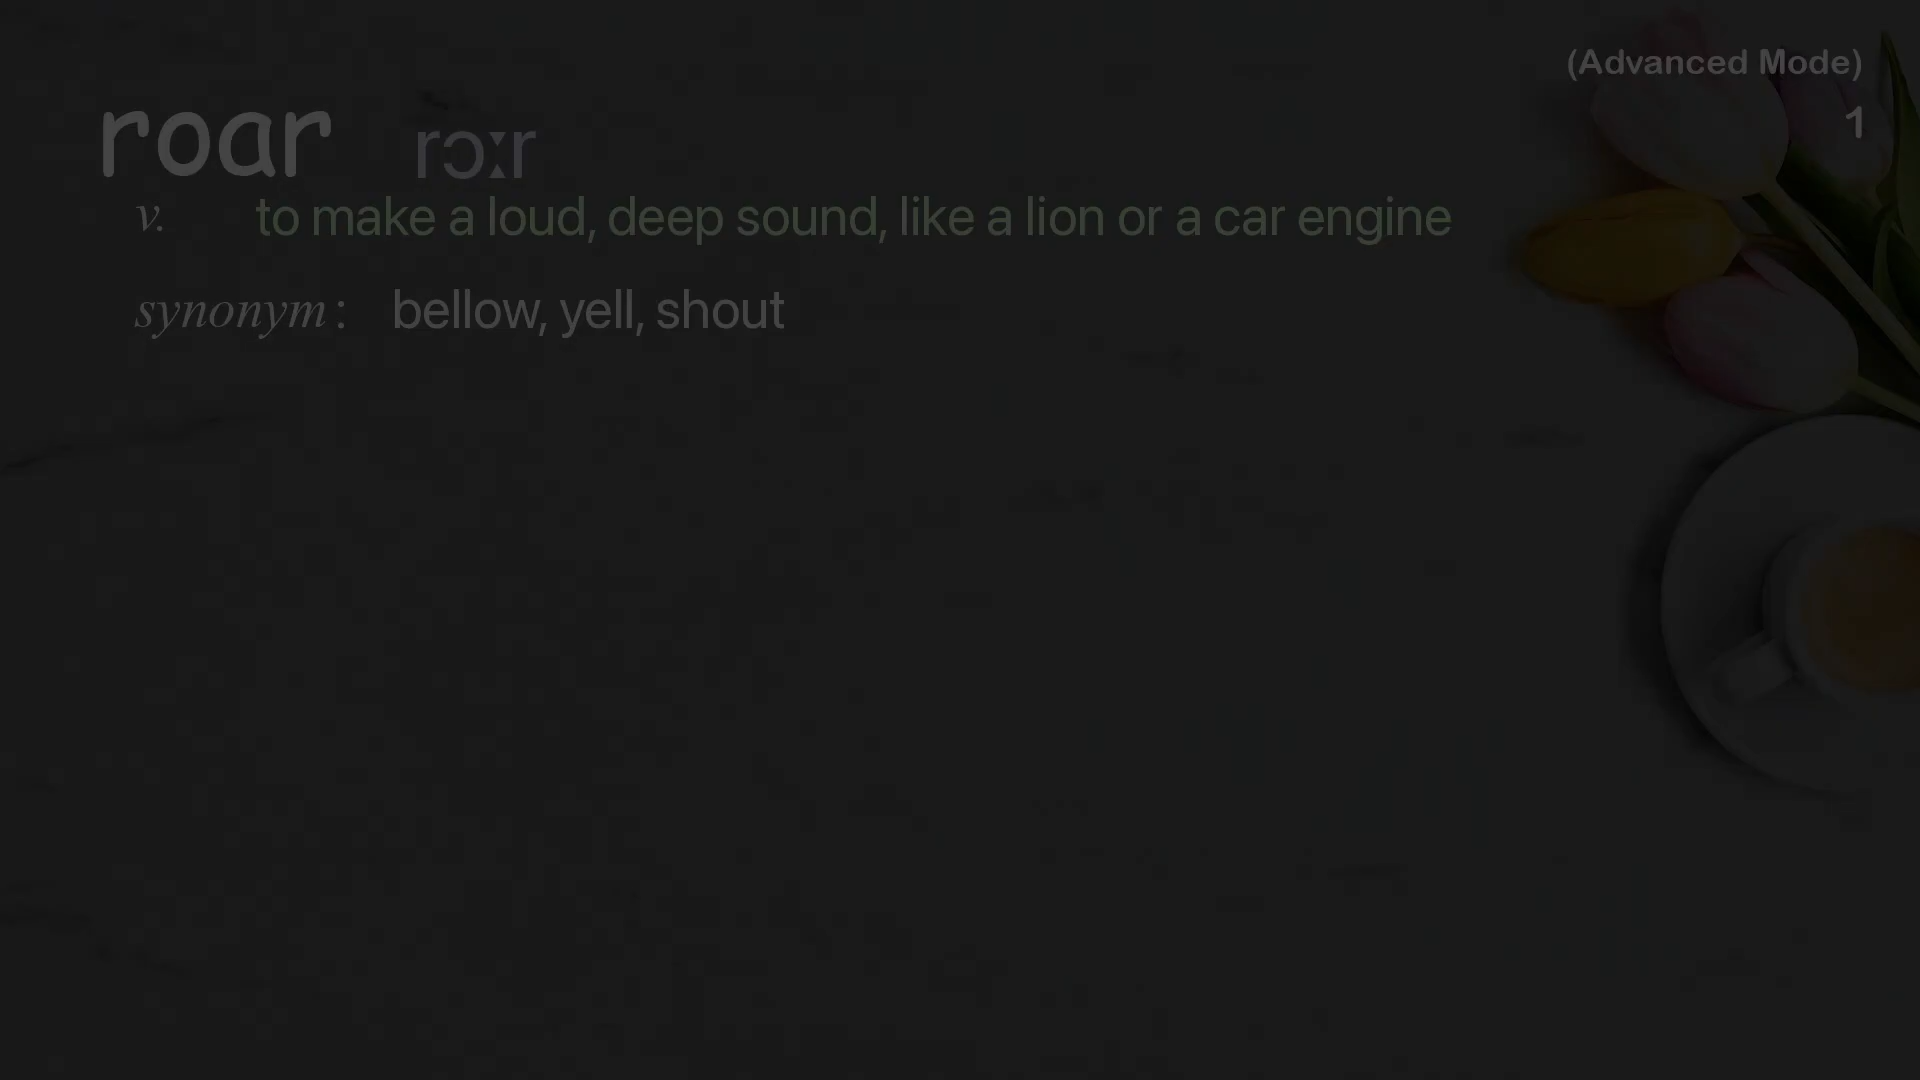 (Advanced Mode)
1
roar rɔːr
v. to make a loud, deep sound, like a lion or a car engine
synonym : bellow, yell, shout